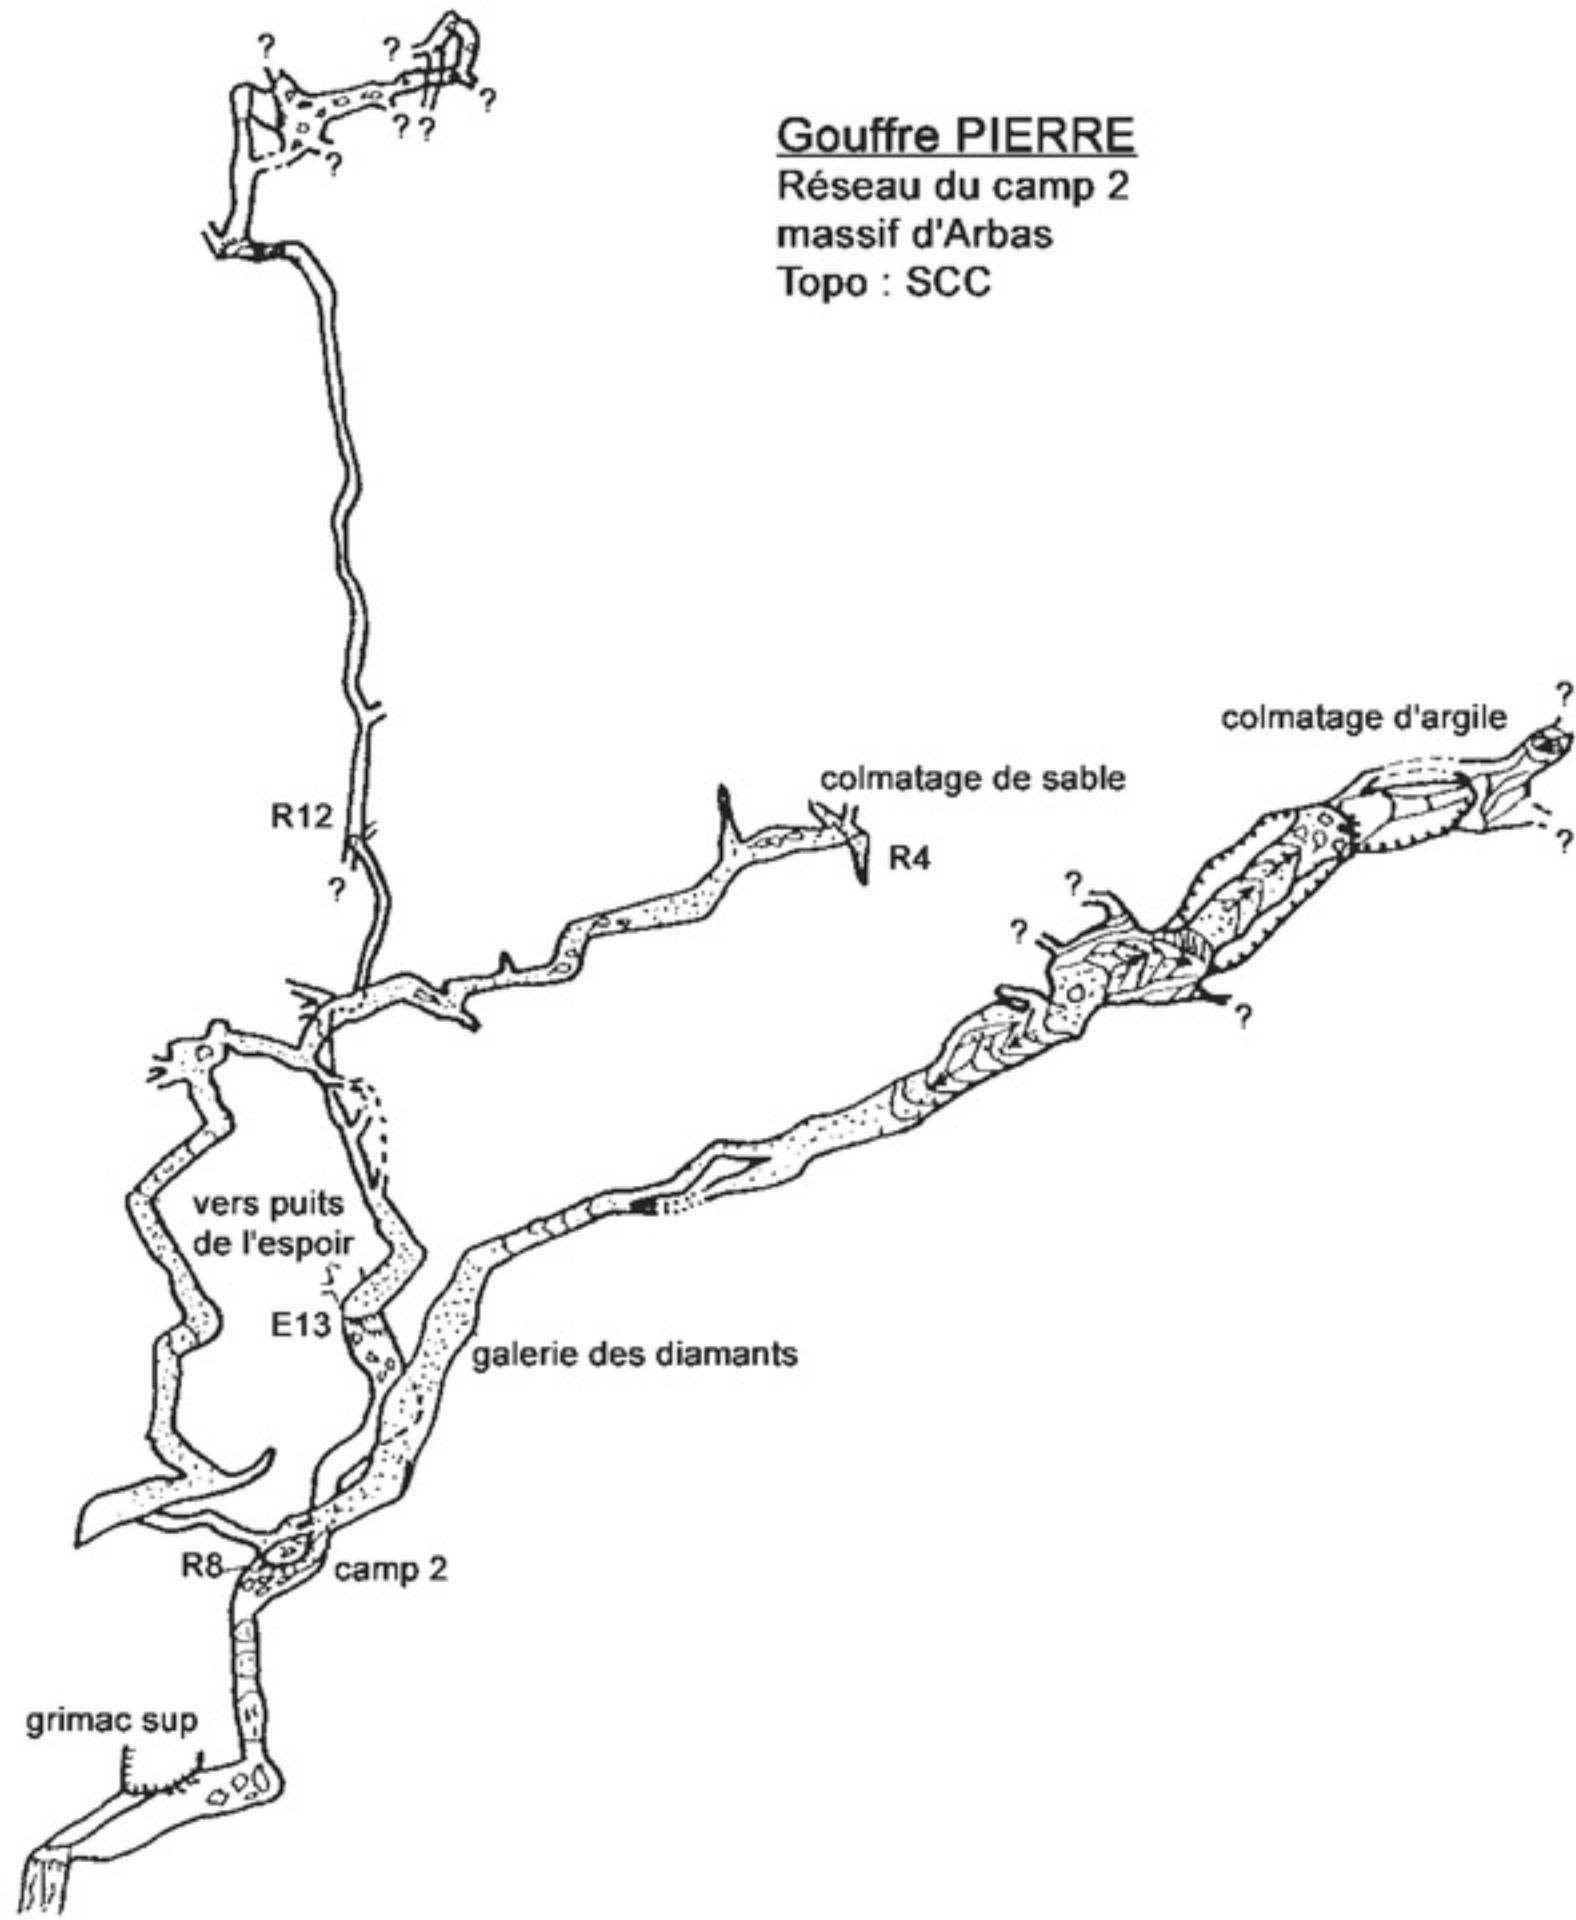 ?
?
?
? ?
?
Gouffre PIERRE
Réseau du camp 2
massif d'Arbas
Topo : SCC
?
colmatage d'argile
colmatage de sable
R12
?
R4
?
?
?
?
vers puits
de l'espoir
E13
galerie des diamants
R8
camp 2
grimac sup